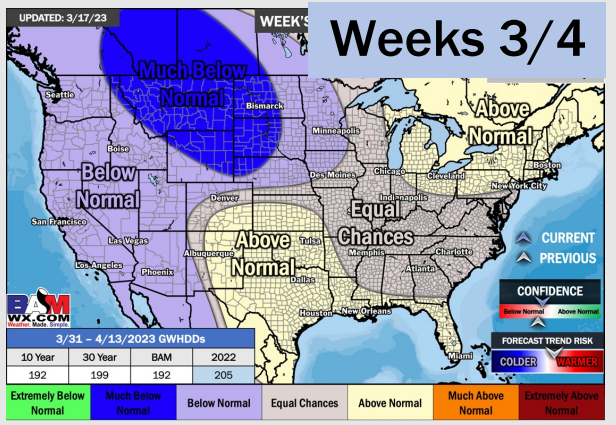 UPDATED: 3/17/23
WEEK'S
Weeks 3/4
Much Below
Normal
Seattle
Bismarck
Above
Normal
Minneapolis
Boise
Below
Normal
Des Moines
Chicago
Cleveland
Boston
New York City
Denver
Indianapolis
Equal
Chances
San Francisco
Las Vegas
Albuquerque
Above
Normal
Tulsa
Memphis
Charlotte
CURRENT
PREVIOUS
Los Angeles
Phoenix
Dallas
Atlanta
CONFIDENCE
Below Normal
Above Normal
BAM
WX.COM
Weather. Made. Simple.
Houston
New Orleans
Miami
FORECAST TREND RISK
COLDER
WARMER
3/31 – 4/13/2023 GWHDDs
10 Year 30 Year BAM 2022
192 199 192 205
Extremely Below
Normal
Much Below
Normal
Below Normal
Equal Chances
Above Normal
Much Above
Normal
Extremely Above
Normal